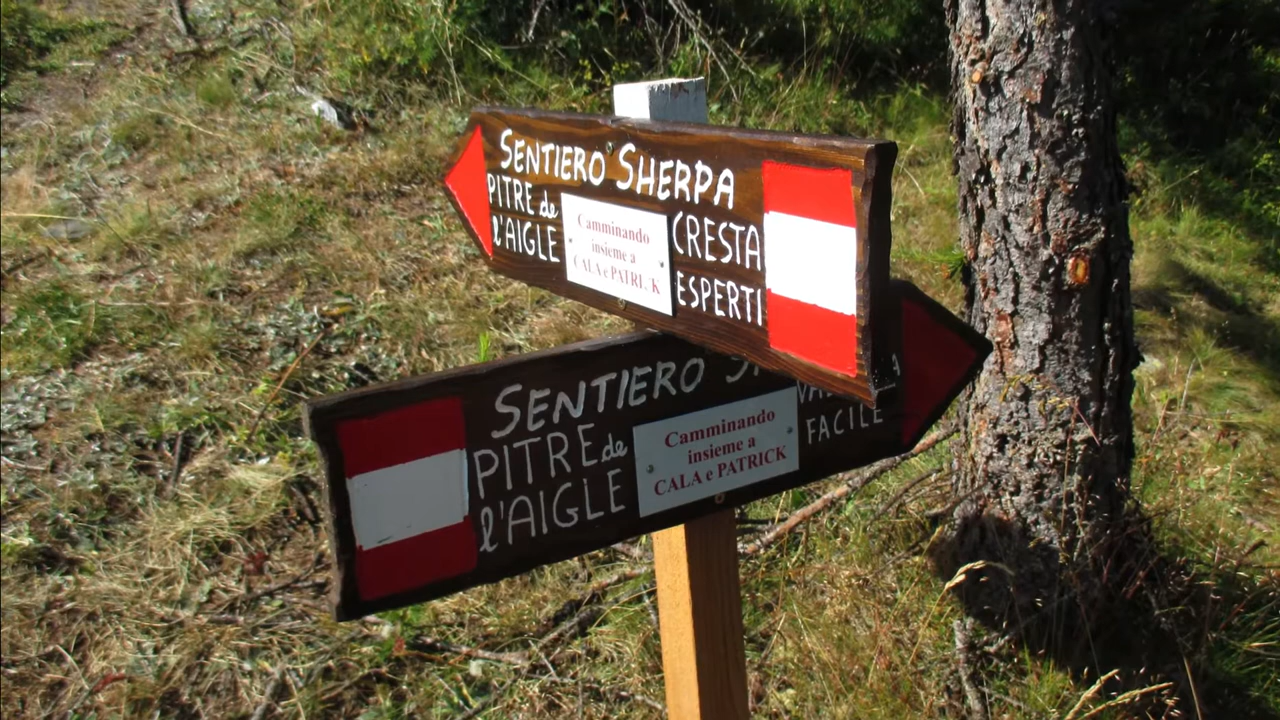 SENTIERO SHERPA
PITRE de
l'AIGLE
Camminando
insieme a
CALA e PATRICK
CRESTA
ESPERTI
SENTIERO
PITRE de
l'AIGLE
Camminando
insieme a
CALA e PATRICK
FACILE